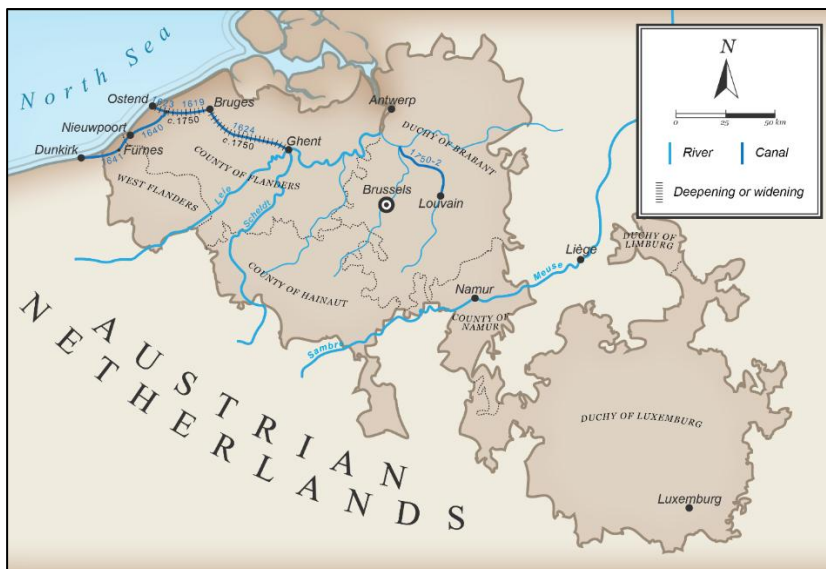 North Sea
Ostend
1619
Bruges
c.1750
Nieuwpoort
1640
1624
c.1750
Ghent
Dunkirk
1641
Furnes
Antwerp
DUCHY OF BRABANT
1750-2
Brussels
Louvain
COUNTY OF FLANDERS
WEST FLANDERS
Leie
Scheldt
COUNTY OF HAINAUT
Sambre
Namur
COUNTY OF NAMUR
Meuse
Liège
DUCHY OF LIMBURG
DUCHY OF LUXEMBURG
Luxemburg
AUSTRIAN
NETHERLANDS
N
0 25 50 km
River Canal
Deepening or widening